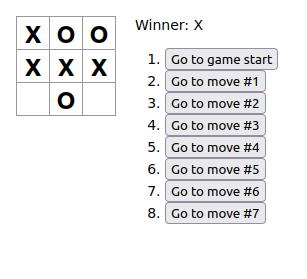 X O O
X X X
O
Winner: X
1. Go to game start
2. Go to move #1
3. Go to move #2
4. Go to move #3
5. Go to move #4
6. Go to move #5
7. Go to move #6
8. Go to move #7